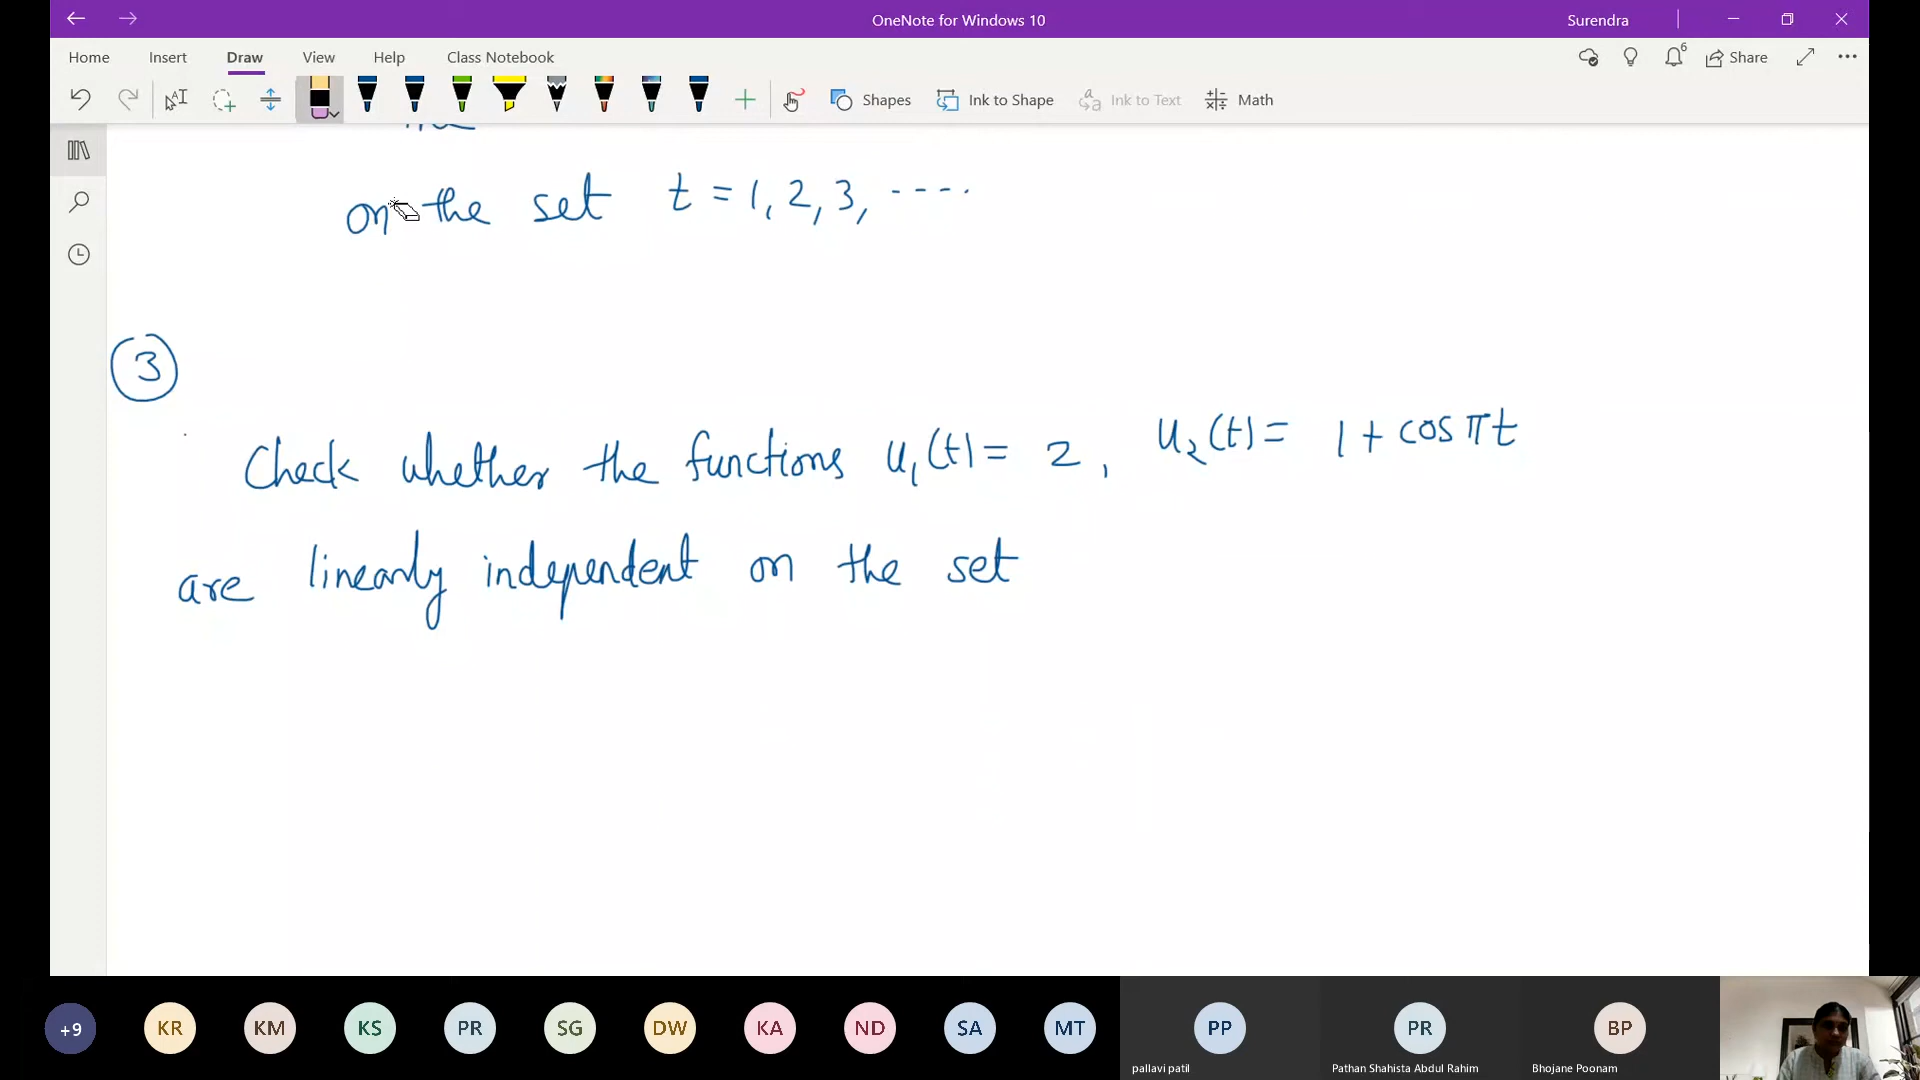 OneNote for Windows 10
Surendra
Home Insert Draw View Help Class Notebook
6
Share
Shapes Ink to Shape Ink to Text Math
on the set t = 1, 2, 3, ----.
3
Check whether the functions u₁(t) = 2, u₂(t) = 1 + cos πt
are linearly independent on the set
+9 KR KM KS PR SG DW KA ND SA MT PP PR BP
pallavi patil Pathan Shahista Abdul Rahim Bhojane Poonam